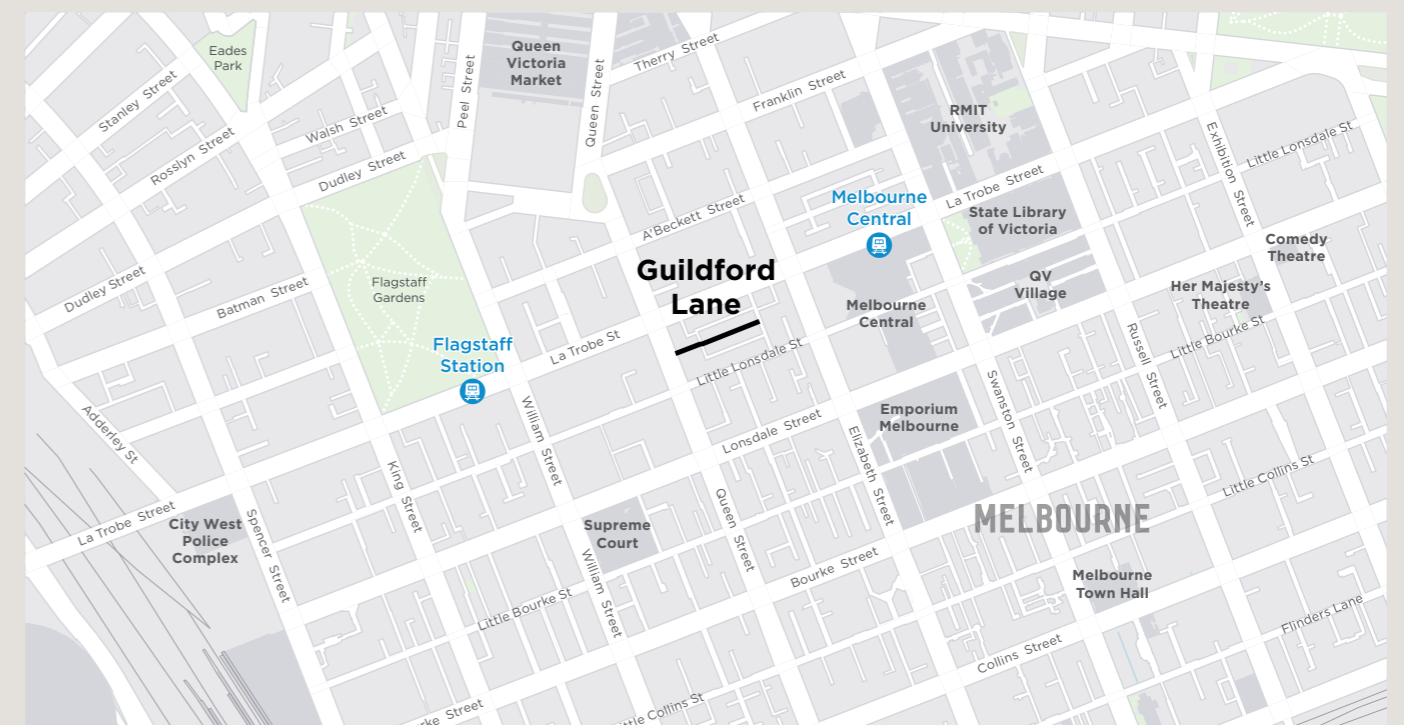 Eades
Park
Queen
Victoria
Market
Therry Street
Stanley Street
Peel Street
Queen Street
Franklin Street
RMIT
University
Walsh Street
Rosslyn Street
Exhibition Street
Little Lonsdale St
Dudley Street
Melbourne
Central
La Trobe Street
A'Beckett Street
State Library
of Victoria
Comedy
Theatre
Guildford
Lane
Dudley Street
Batman Street
Flagstaff
Gardens
QV
Village
Her Majesty's
Theatre
Melbourne
Central
Flagstaff
Station
La Trobe St
Little Lonsdale St
Russell Street
Little Bourke St
Adderley St
William Street
Lonsdale Street
Emporium
Melbourne
Swanston Street
Elizabeth Street
King Street
Queen Street
Little Collins St
La Trobe Street
City West
Police
Complex
Spencer Street
Supreme
Court
MELBOURNE
William Street
Bourke Street
Melbourne
Town Hall
Little Bourke St
Flinders Lane
Collins Street
rke Street
ttle Collins St